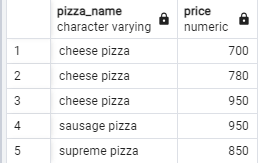 pizza_name price
character varying numeric
1 cheese pizza 700
2 cheese pizza 780
3 cheese pizza 950
4 sausage pizza 950
5 supreme pizza 850